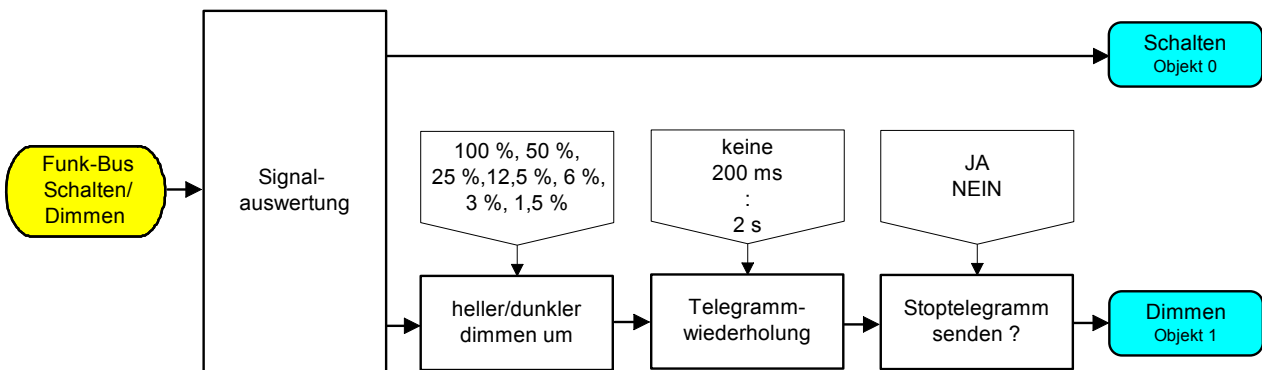 Schalten
Objekt 0
Funk-Bus
Schalten/
Dimmen
Signal-
auswertung
100 %, 50 %,
25 %,12,5 %, 6 %,
3 %, 1,5 %
keine
200 ms
:
2 s
JA
NEIN
heller/dunkler
dimmen um
Telegramm-
wiederholung
Stoptelegramm
senden ?
Dimmen
Objekt 1